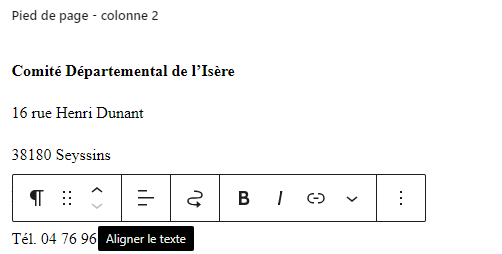 Pied de page - colonne 2
Comité Départemental de l’Isère
16 rue Henri Dunant
38180 Seyssins
B I
Tél. 04 76 96
Aligner le texte